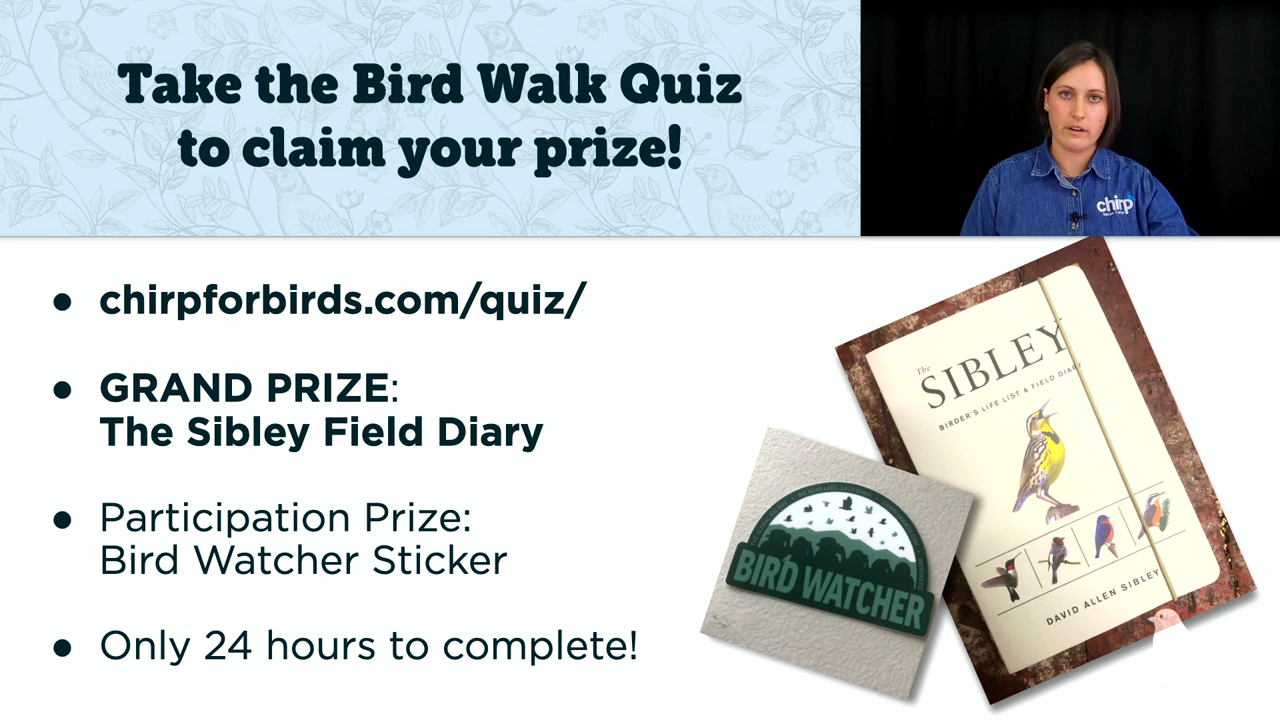 Take the Bird Walk Quiz
to claim your prize!
chirp
● chirpforbirds.com/quiz/
● GRAND PRIZE:
The Sibley Field Diary
● Participation Prize:
Bird Watcher Sticker
● Only 24 hours to complete!
The
SIBLEY
BIRDER'S LIFE LIST & FIELD DIARY
DAVID ALLEN SIBLEY
BIRD WATCHER